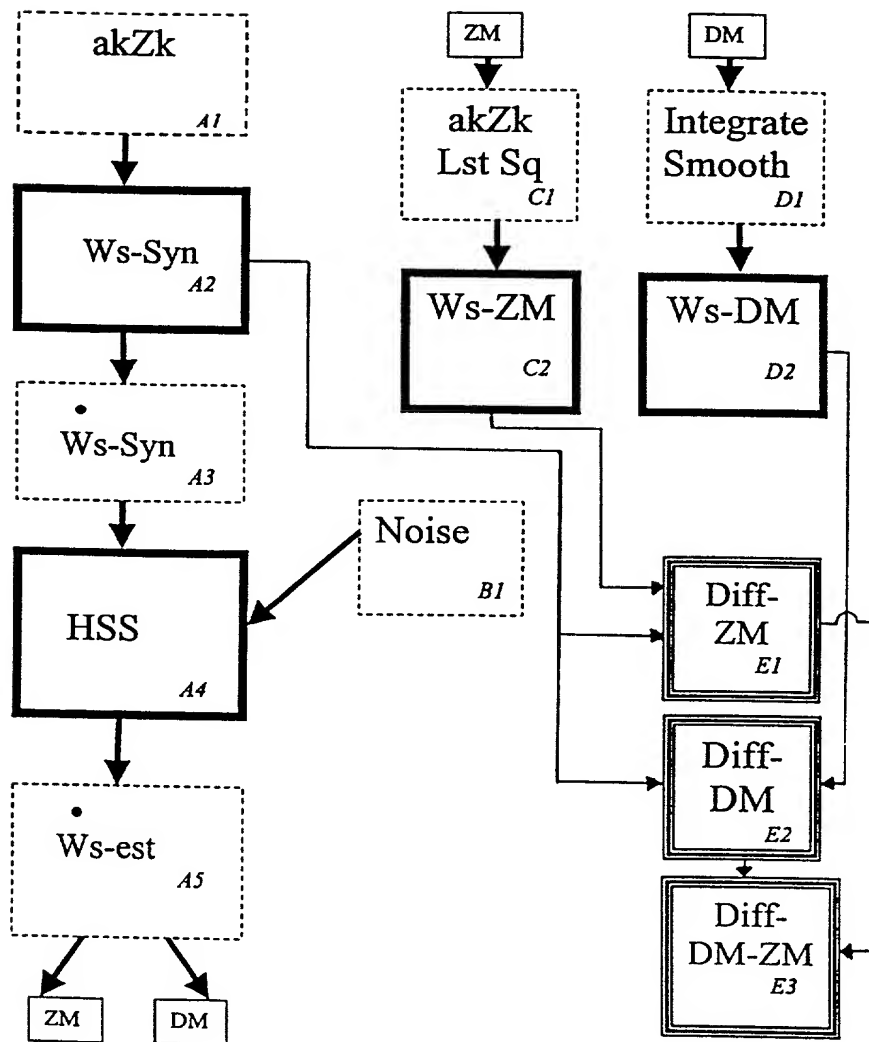 akZk
A1
Ws-Syn
A2
Ws-Syn
A3
HSS
A4
Ws-est
A5
ZM
DM
Noise
B1
ZM
akZk
Lst Sq
C1
Ws-ZM
C2
DM
Integrate
Smooth
D1
Ws-DM
D2
Diff-
ZM
E1
Diff-
DM
E2
Diff-
DM-ZM
E3